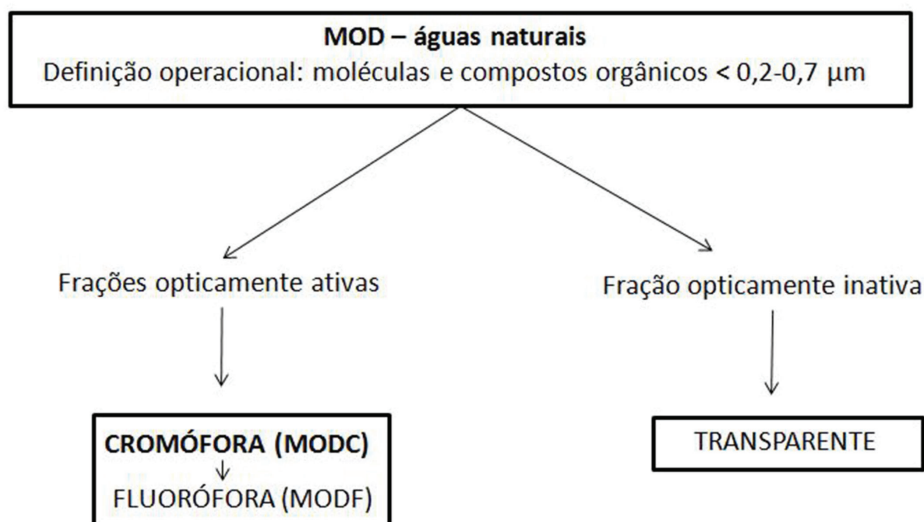 MOD – águas naturais
Definição operacional: moléculas e compostos orgânicos < 0,2-0,7 µm
Frações opticamente ativas
Fração opticamente inativa
CROMÓFORA (MODC)
FLUORÓFORA (MODF)
TRANSPARENTE